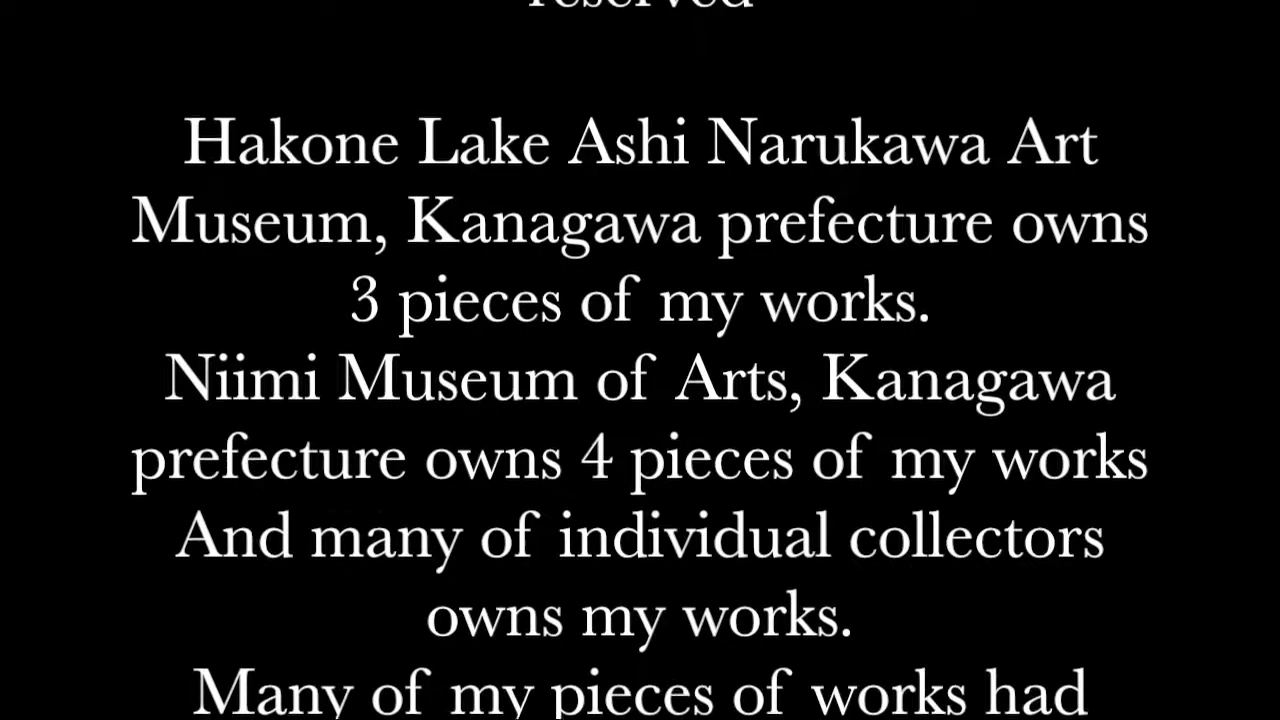 reserved
Hakone Lake Ashi Narukawa Art
Museum, Kanagawa prefecture owns
3 pieces of my works.
Niimi Museum of Arts, Kanagawa
prefecture owns 4 pieces of my works
And many of individual collectors
owns my works.
Many of my pieces of works had